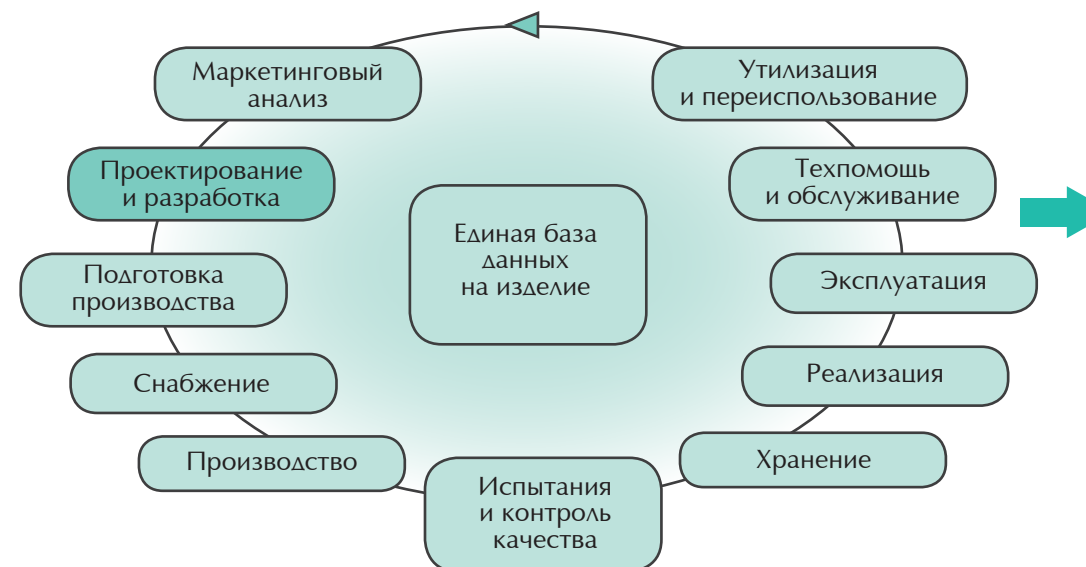 Маркетинговый
анализ
Утилизация
и переиспользование
Проектирование
и разработка
Техпомощь
и обслуживание
Единая база
данных
на изделие
Подготовка
производства
Эксплуатация
Снабжение
Реализация
Производство
Хранение
Испытания
и контроль
качества